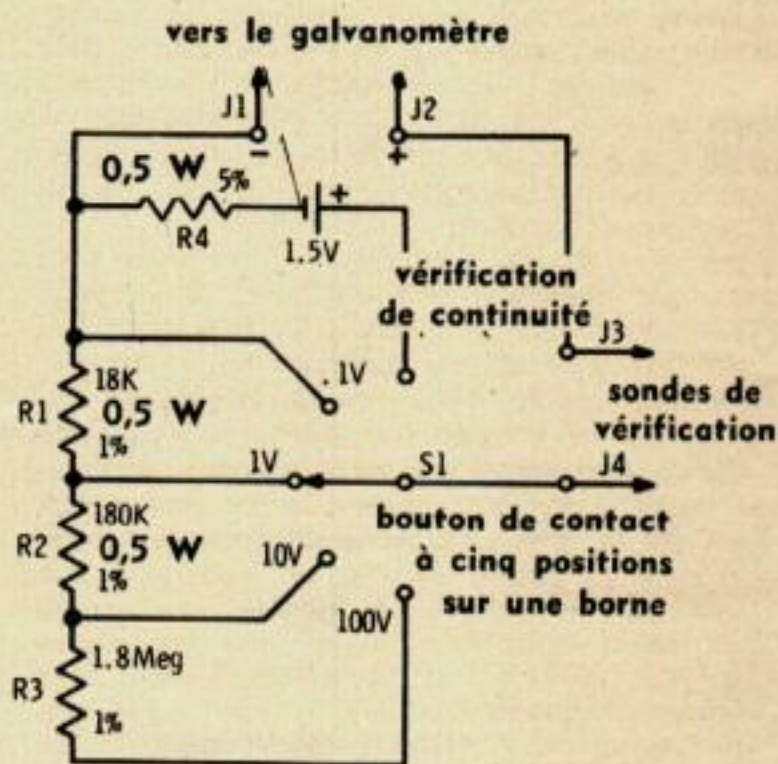 vers le galvanomètre
J1
J2
-
+
0,5 W
5%
+
R4
1.5V
vérification
de continuité
J3
.1V
18K
R1
0,5 W
1%
sondes de
vérification
1V
S1
J4
180K
R2
0,5 W
1%
10V
bouton de contact
à cinq positions
sur une borne
100V
1.8Meg
R3
1%